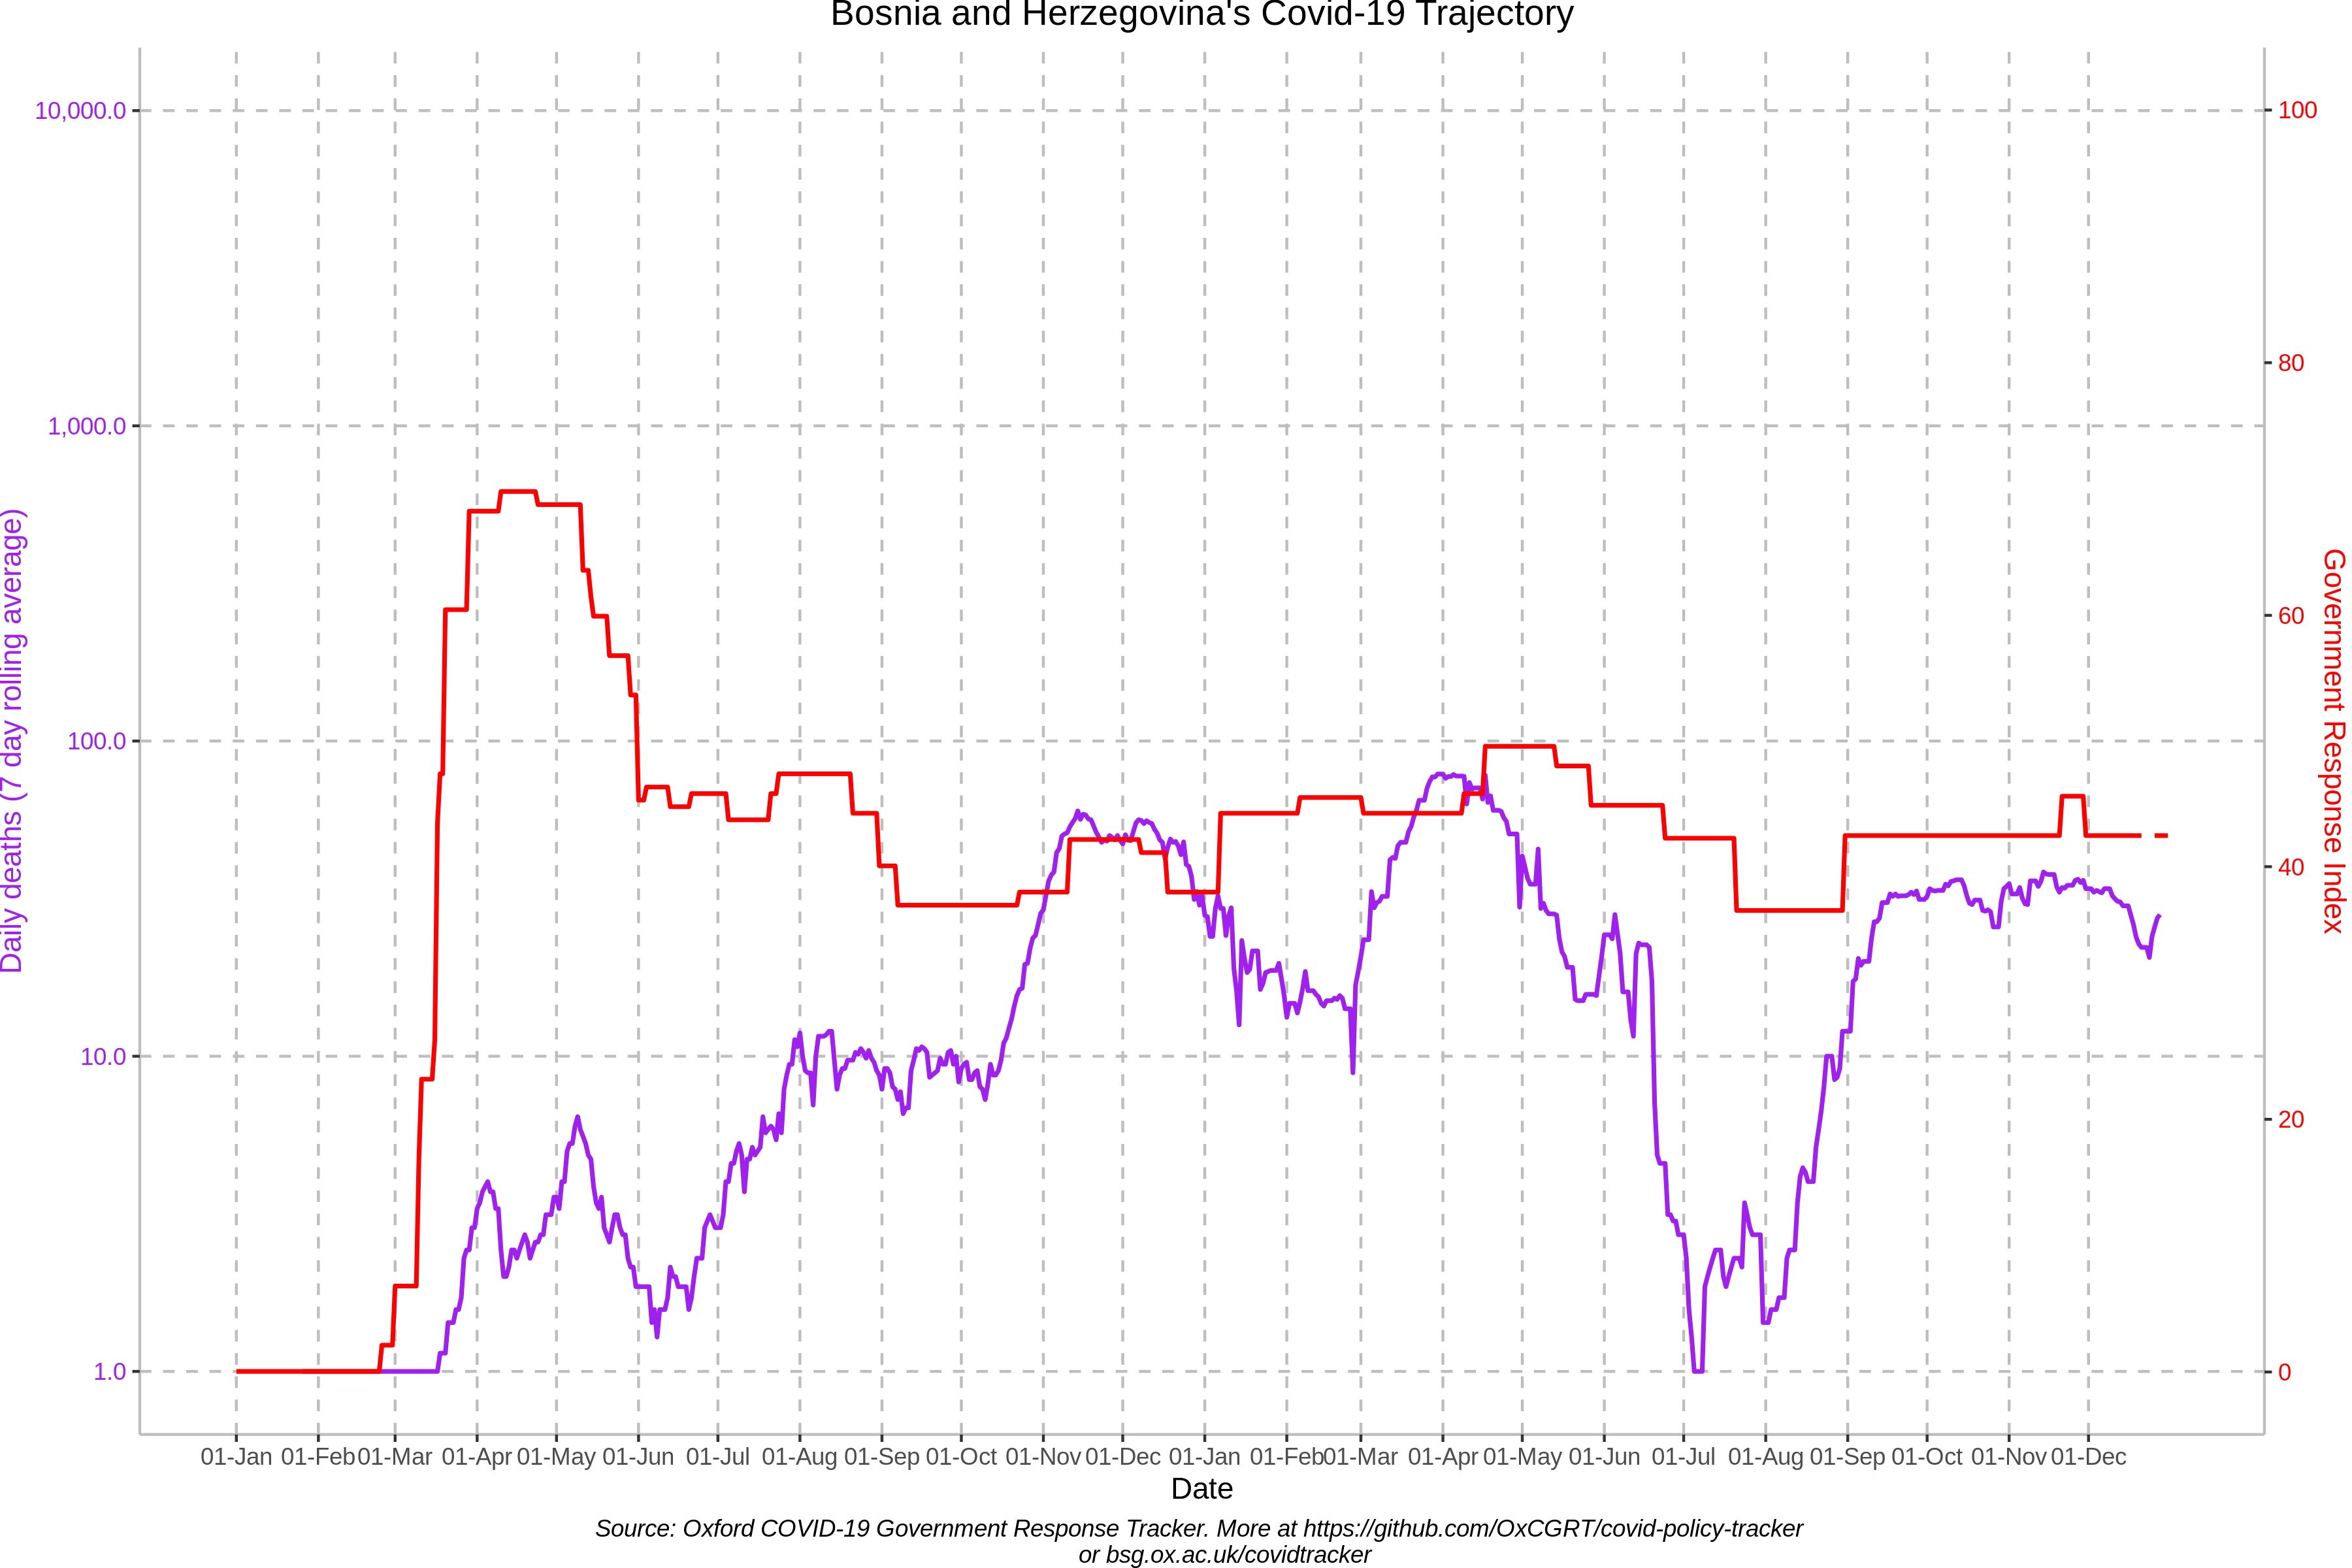 Bosnia and Herzegovina's Covid-19 Trajectory
10,000.0
1,000.0
100.0
10.0
1.0
Daily deaths (7 day rolling average)
100
80
60
40
20
0
Government Response Index
01-Jan 01-Feb 01-Mar 01-Apr 01-May 01-Jun 01-Jul 01-Aug 01-Sep 01-Oct 01-Nov 01-Dec 01-Jan 01-Feb 01-Mar 01-Apr 01-May 01-Jun 01-Jul 01-Aug 01-Sep 01-Oct 01-Nov 01-Dec
Date
Source: Oxford COVID-19 Government Response Tracker. More at https://github.com/OxCGRT/covid-policy-tracker
or bsg.ox.ac.uk/covidtracker